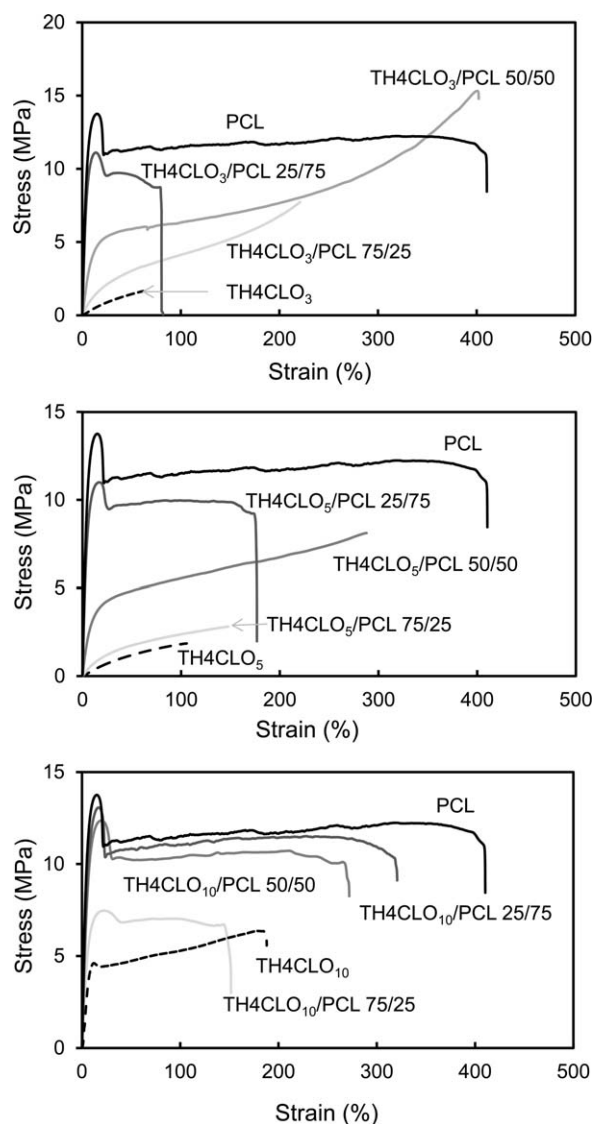 20
15
10
5
0
Stress (MPa)
TH4CLO₃/PCL 50/50
PCL
TH4CLO₃/PCL 25/75
TH4CLO₃/PCL 75/25
TH4CLO₃
0 100 200 300 400 500
Strain (%)
15
10
5
0
Stress (MPa)
PCL
TH4CLO₅/PCL 25/75
TH4CLO₅/PCL 50/50
TH4CLO₅/PCL 75/25
TH4CLO₅
0 100 200 300 400 500
Strain (%)
15
10
5
0
Stress (MPa)
PCL
TH4CLO₁₀/PCL 50/50
TH4CLO₁₀/PCL 25/75
TH4CLO₁₀
TH4CLO₁₀/PCL 75/25
0 100 200 300 400 500
Strain (%)